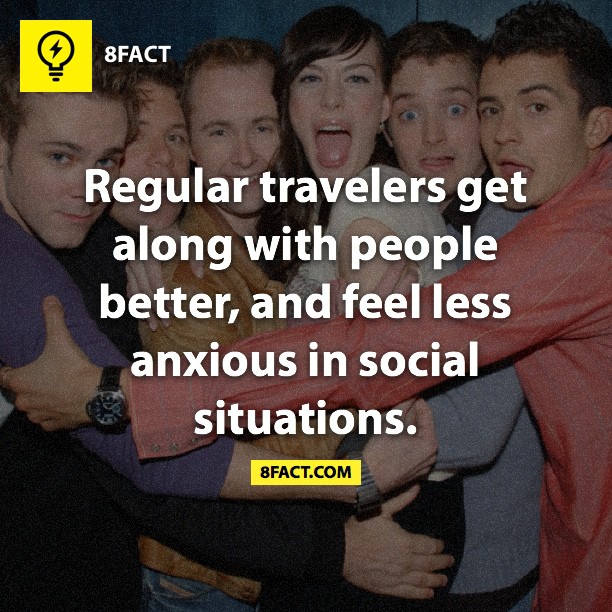 8FACT
Regular travelers get
along with people
better, and feel less
anxious in social
situations.
8FACT.COM